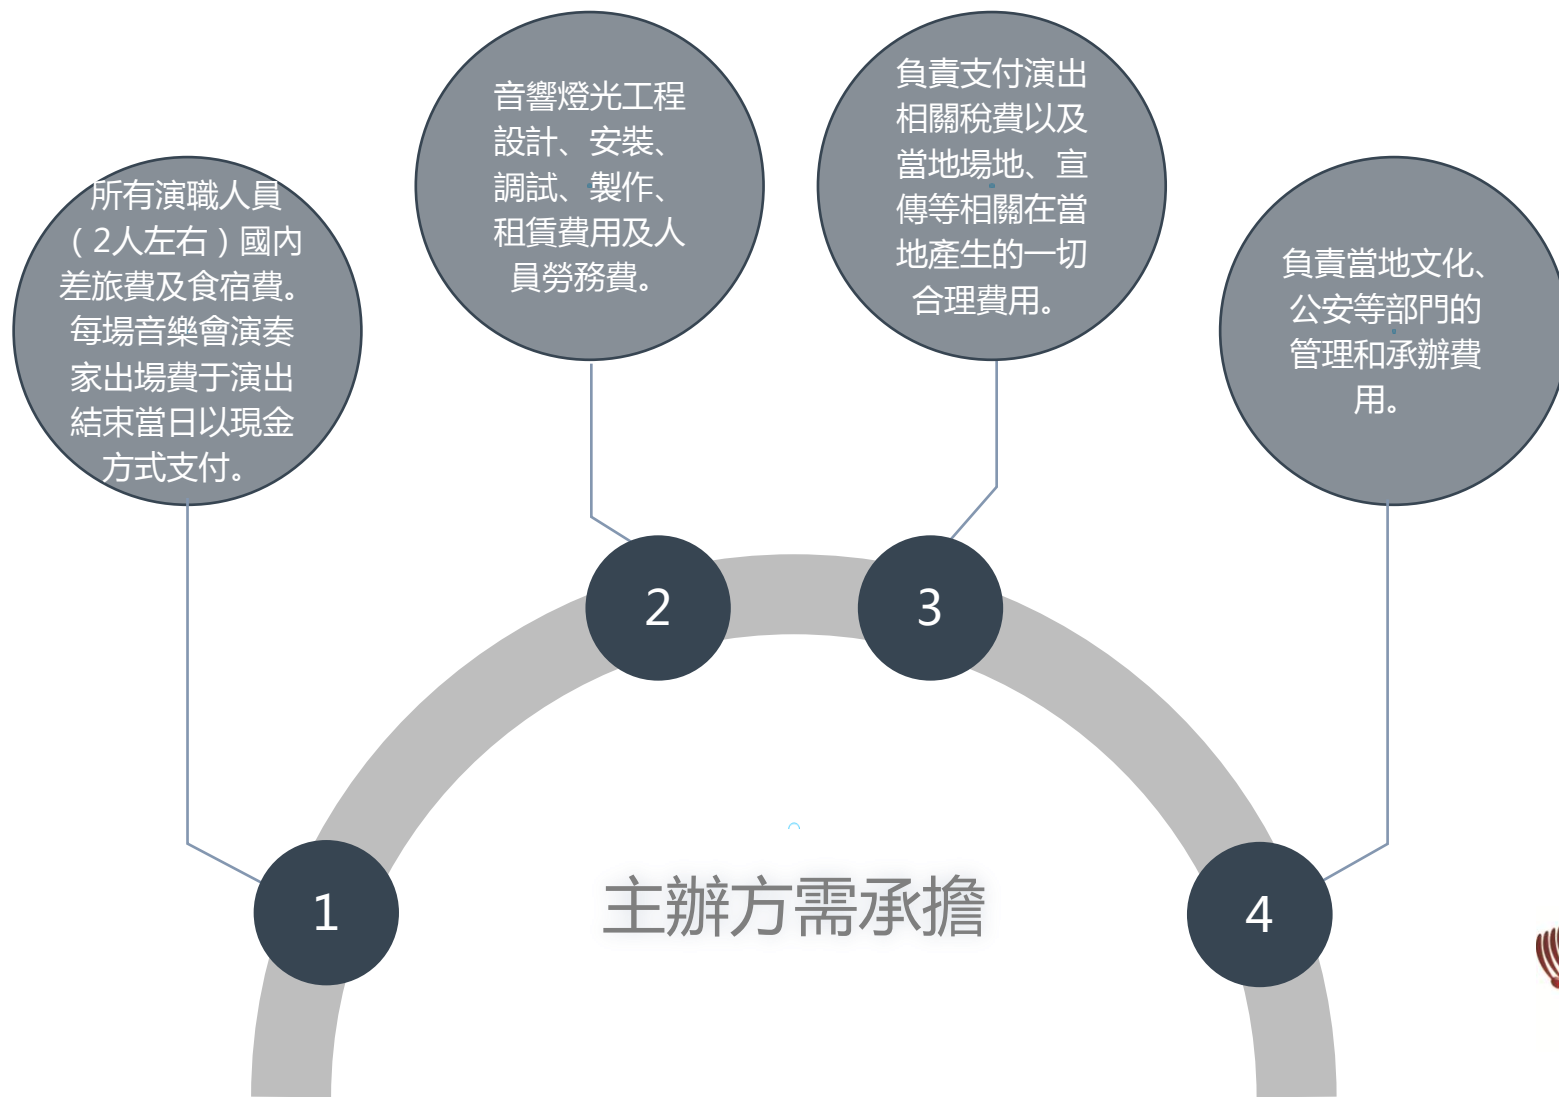 所有演職人員
（2人左右）國內
差旅費及食宿費。
每場音樂會演奏
家出場費于演出
結束當日以現金
方式支付。
音響燈光工程
設計、安裝、
調試、製作、
租賃費用及人
員勞務費。
負責支付演出
相關稅費以及
當地場地、宣
傳等相關在當
地產生的一切
合理費用。
負責當地文化、
公安等部門的
管理和承辦費
用。
2
3
1
4
主辦方需承擔